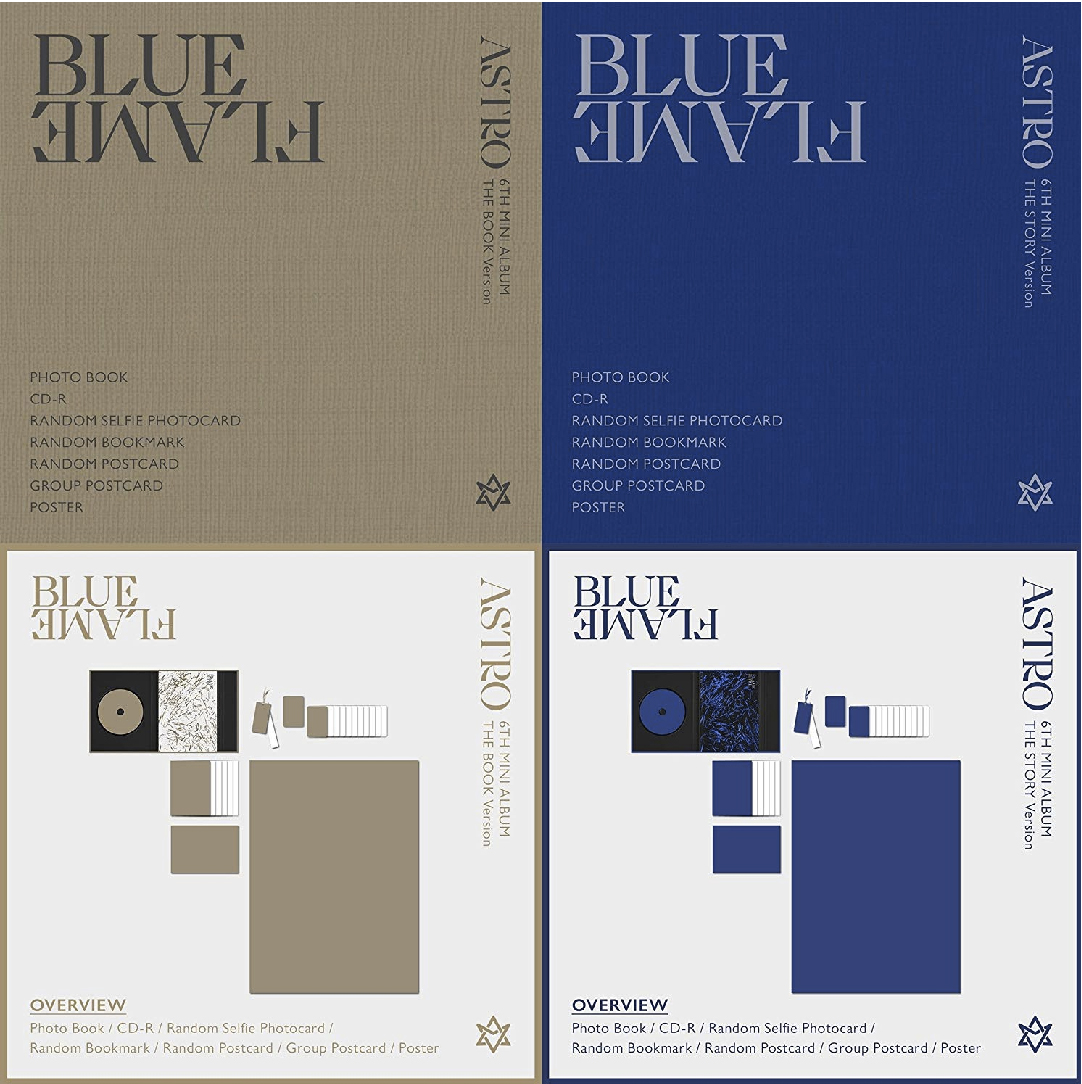 BLUE
FLAME
ASTRO
6TH MINI ALBUM
THE BOOK Version
PHOTO BOOK
CD-R
RANDOM SELFIE PHOTOCARD
RANDOM BOOKMARK
RANDOM POSTCARD
GROUP POSTCARD
POSTER
BLUE
FLAME
ASTRO
6TH MINI ALBUM
THE STORY Version
PHOTO BOOK
CD-R
RANDOM SELFIE PHOTOCARD
RANDOM BOOKMARK
RANDOM POSTCARD
GROUP POSTCARD
POSTER
BLUE
FLAME
ASTRO
6TH MINI ALBUM
THE BOOK Version
OVERVIEW
Photo Book / CD-R / Random Selfie Photocard /
Random Bookmark / Random Postcard / Group Postcard / Poster
BLUE
FLAME
ASTRO
6TH MINI ALBUM
THE STORY Version
OVERVIEW
Photo Book / CD-R / Random Selfie Photocard /
Random Bookmark / Random Postcard / Group Postcard / Poster